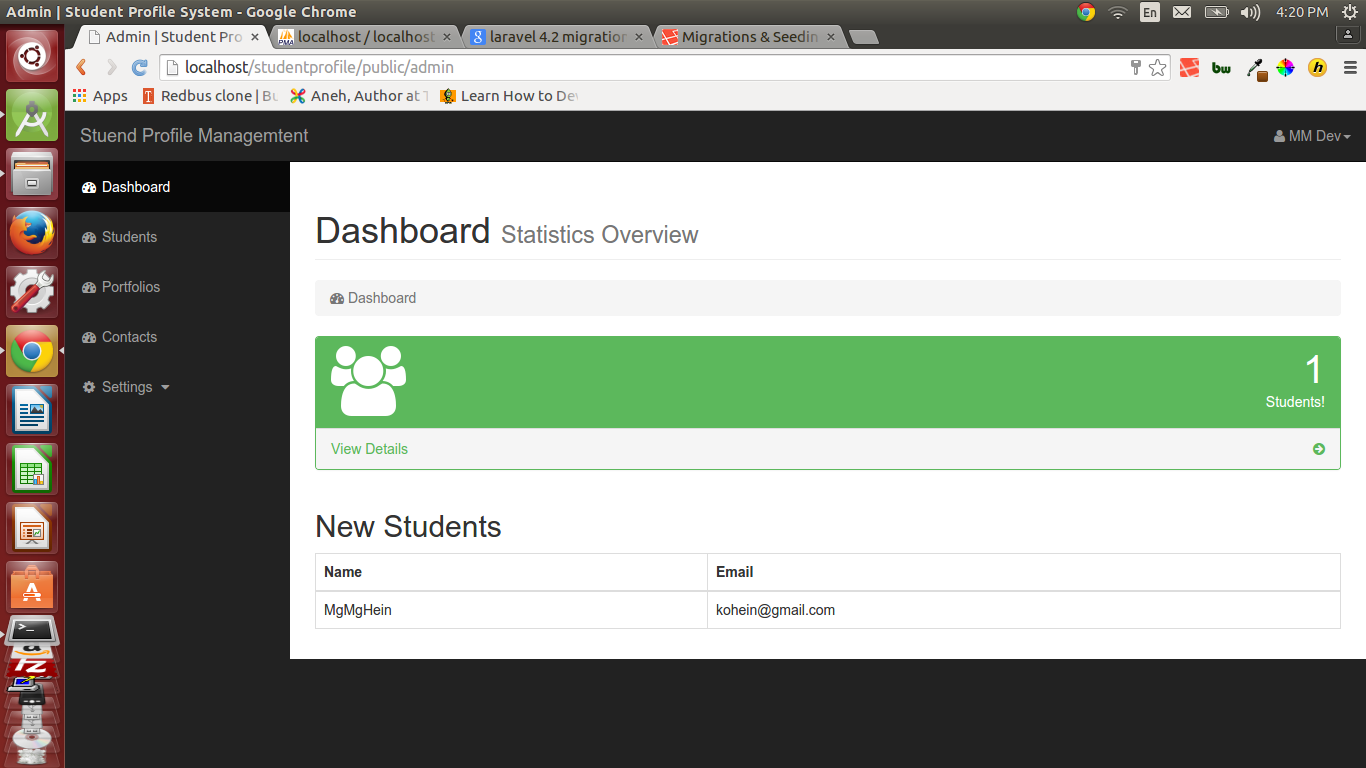 Admin | Student Profile System - Google Chrome
En
4:20 PM
Admin | Student Pro
localhost / localhost
laravel 4.2 migration
Migrations & Seedin
localhost/studentprofile/public/admin
bw
h
Apps
Redbus clone | Bu
Aneh, Author at T
Learn How to Dev
Stuend Profile Managemtent
MM Dev
Dashboard
Students
Portfolios
Contacts
Settings
Dashboard Statistics Overview
Dashboard
1
Students!
View Details
New Students
Name Email
MgMgHein kohein@gmail.com